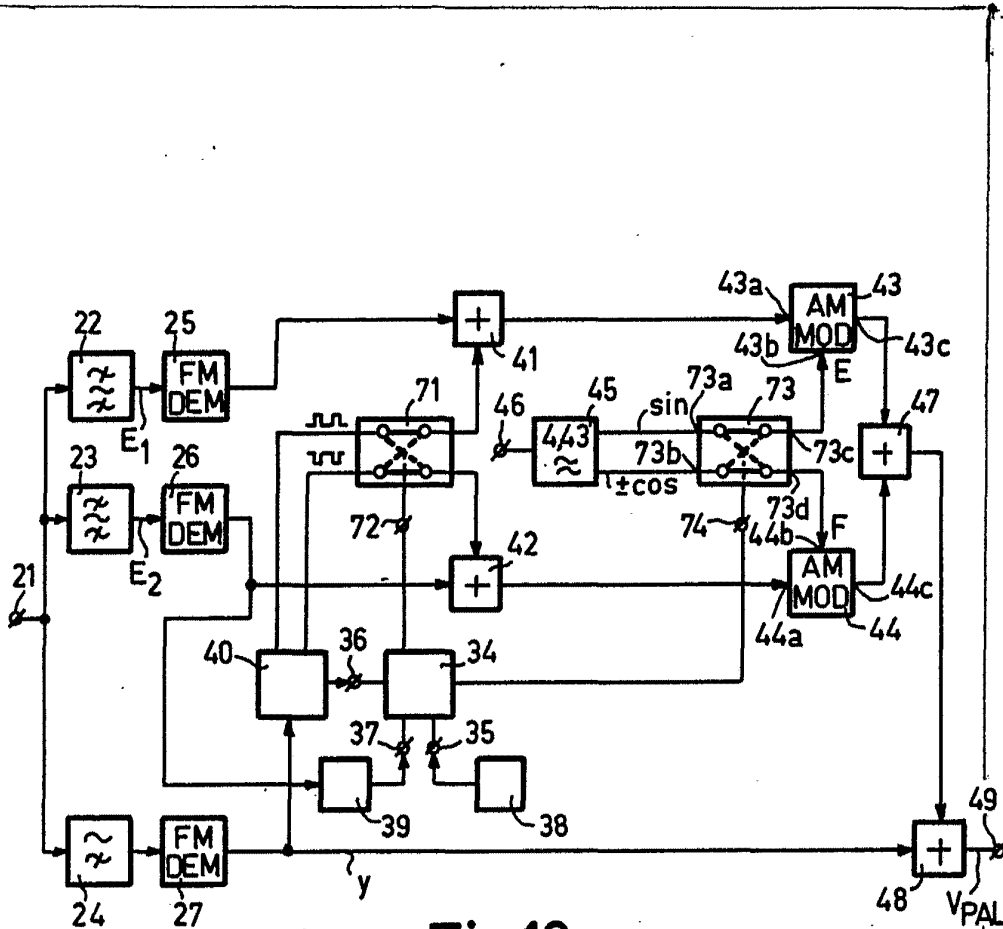 43a
AM
MOD
43
43b
43c
E
22
25
FM
DEM
E1
+
41
71
46
45
4,43
sin
±cos
73a
73
73b
73c
73d
47
+
23
26
FM
DEM
E2
72
74
44b
F
42
+
AM
MOD
44a
44c
44
21
40
36
34
37
35
39
38
24
FM
DEM
27
y
+
48
49
VPAL